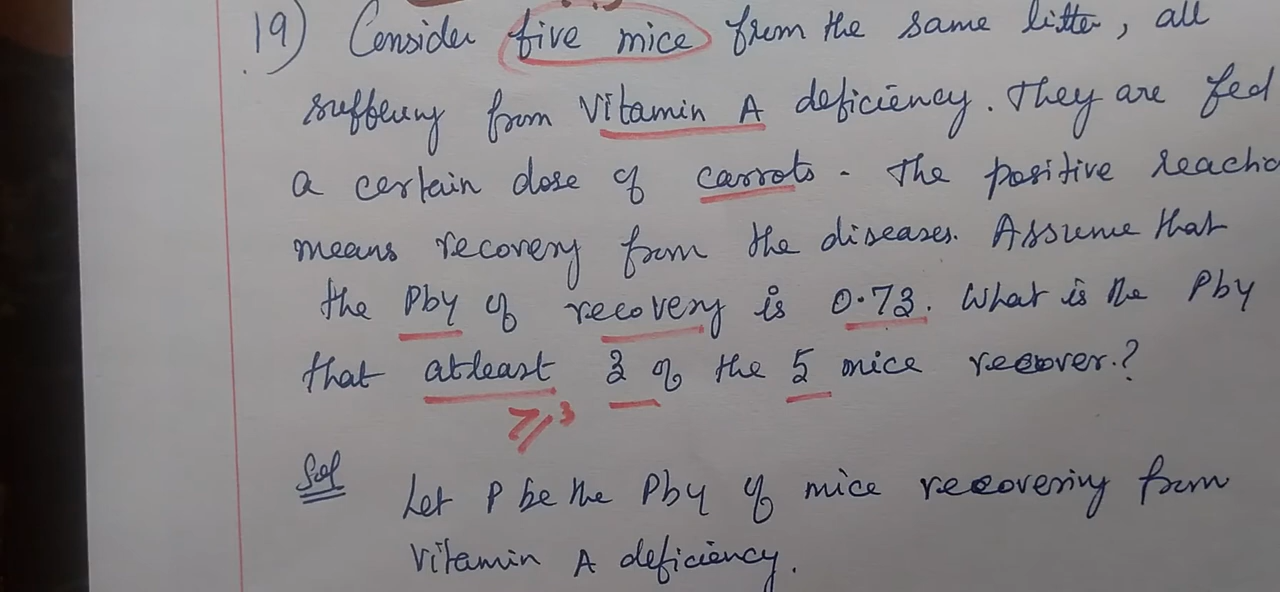 19) Consider five mice from the same litter, all
suffering from Vitamin A deficiency. They are fed
a certain dose of carrots. The positive reactio
means recovery from the diseases. Assume that
the Pby of recovery is 0.73. What is the Pby
that atleast 3 of the 5 mice recover.?
≥3
Sol
Let P be the Pby of mice recovering from
Vitamin A deficiency.